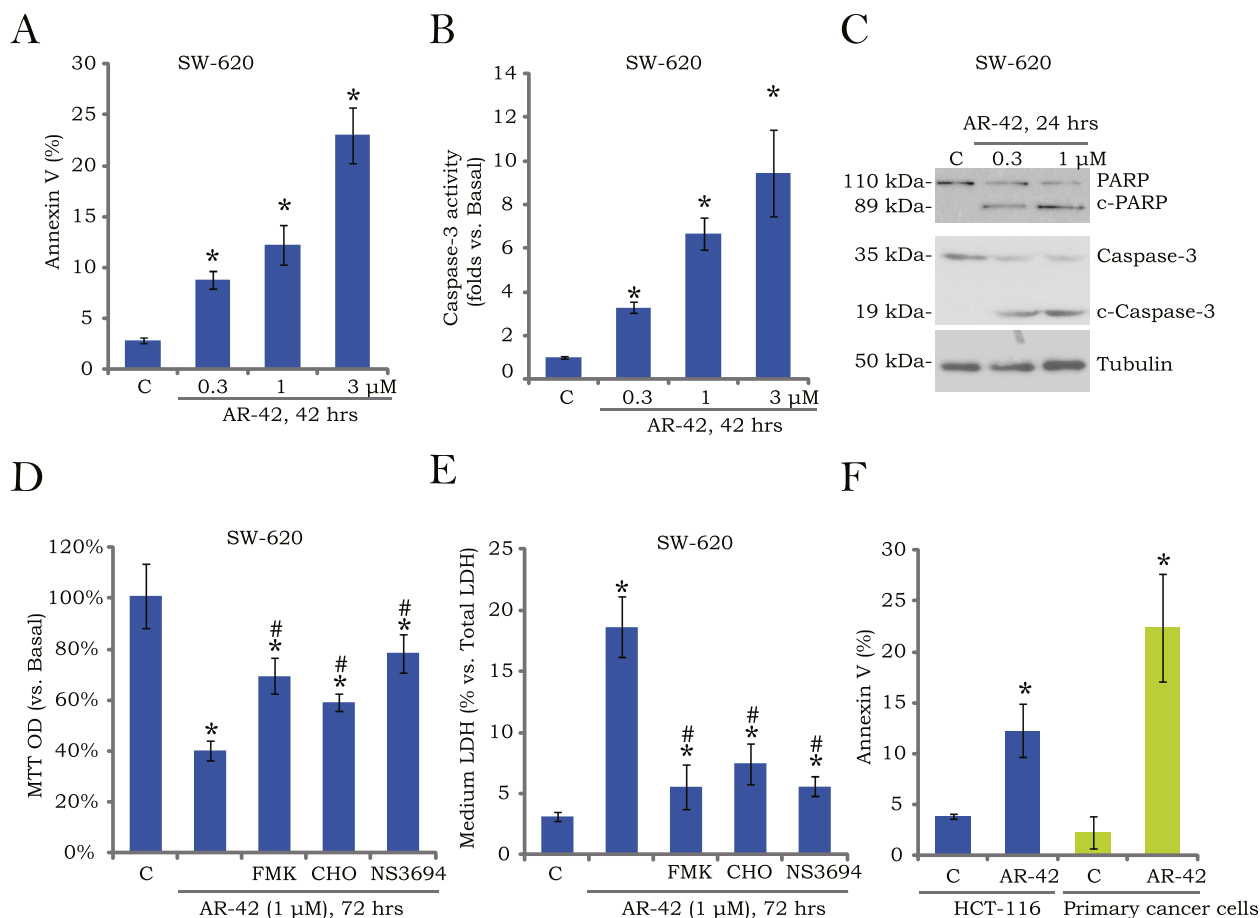 A
SW-620
Annexin V (%)
30
25
20
15
10
5
0
C 0.3 1 3 µM
AR-42, 42 hrs
B
SW-620
Caspase-3 activity
(folds vs. Basal)
14
12
10
8
6
4
2
0
C 0.3 1 3 µM
AR-42, 42 hrs
* * *
* * *
C
SW-620
AR-42, 24 hrs
C 0.3 1 µM
110 kDa- PARP
89 kDa- c-PARP
35 kDa- Caspase-3
19 kDa- c-Caspase-3
50 kDa- Tubulin
D
SW-620
MTT OD (vs. Basal)
120%
100%
80%
60%
40%
20%
0%
# # #
* * * *
C FMK CHO NS3694
AR-42 (1 µM), 72 hrs
E
SW-620
Medium LDH (% vs. Total LDH)
25
20
15
10
5
0
# # #
* * * *
C FMK CHO NS3694
AR-42 (1 µM), 72 hrs
F
Annexin V (%)
30
25
20
15
10
5
0
* *
C AR-42 C AR-42
HCT-116 Primary cancer cells